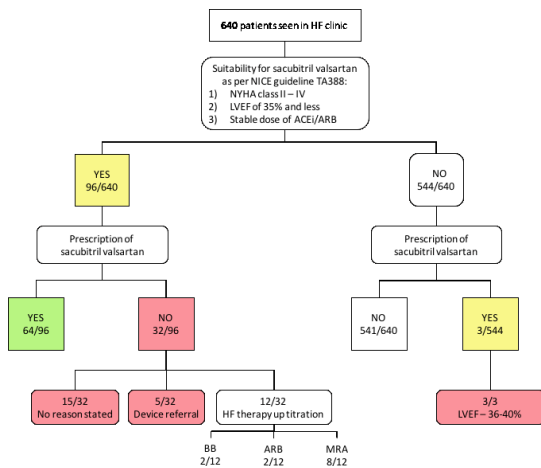 640 patients seen in HF clinic
Suitability for sacubitril valsartan
as per NICE guideline TA388:
1) NYHA class II – IV
2) LVEF of 35% and less
3) Stable dose of ACEi/ARB
YES
96/640
NO
544/640
Prescription of
sacubitril valsartan
Prescription of
sacubitril valsartan
YES
64/96
NO
32/96
NO
541/640
YES
3/544
15/32
No reason stated
5/32
Device referral
12/32
HF therapy up titration
3/3
LVEF – 36-40%
BB
2/12
ARB
2/12
MRA
8/12